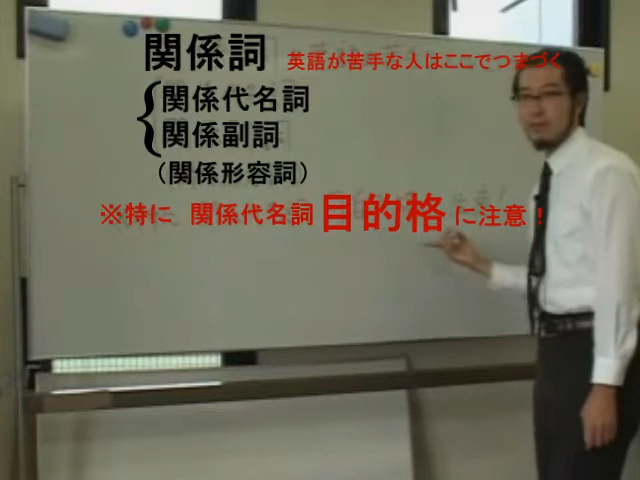 関係詞 英語が苦手な人はここでつまづく
関係代名詞
関係副詞
（関係形容詞）
※特に 関係代名詞 目的格 に注意！